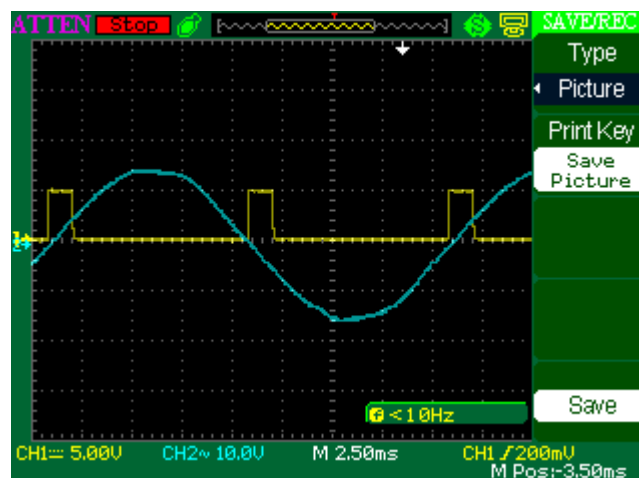 ATTEN Stop S SAVE/REC
Type
Picture
Print Key
Save
Picture
Save
f <10Hz
CH1 5.00V CH2~ 10.0V M 2.50ms CH1 200mV
M Pos:-3.50ms